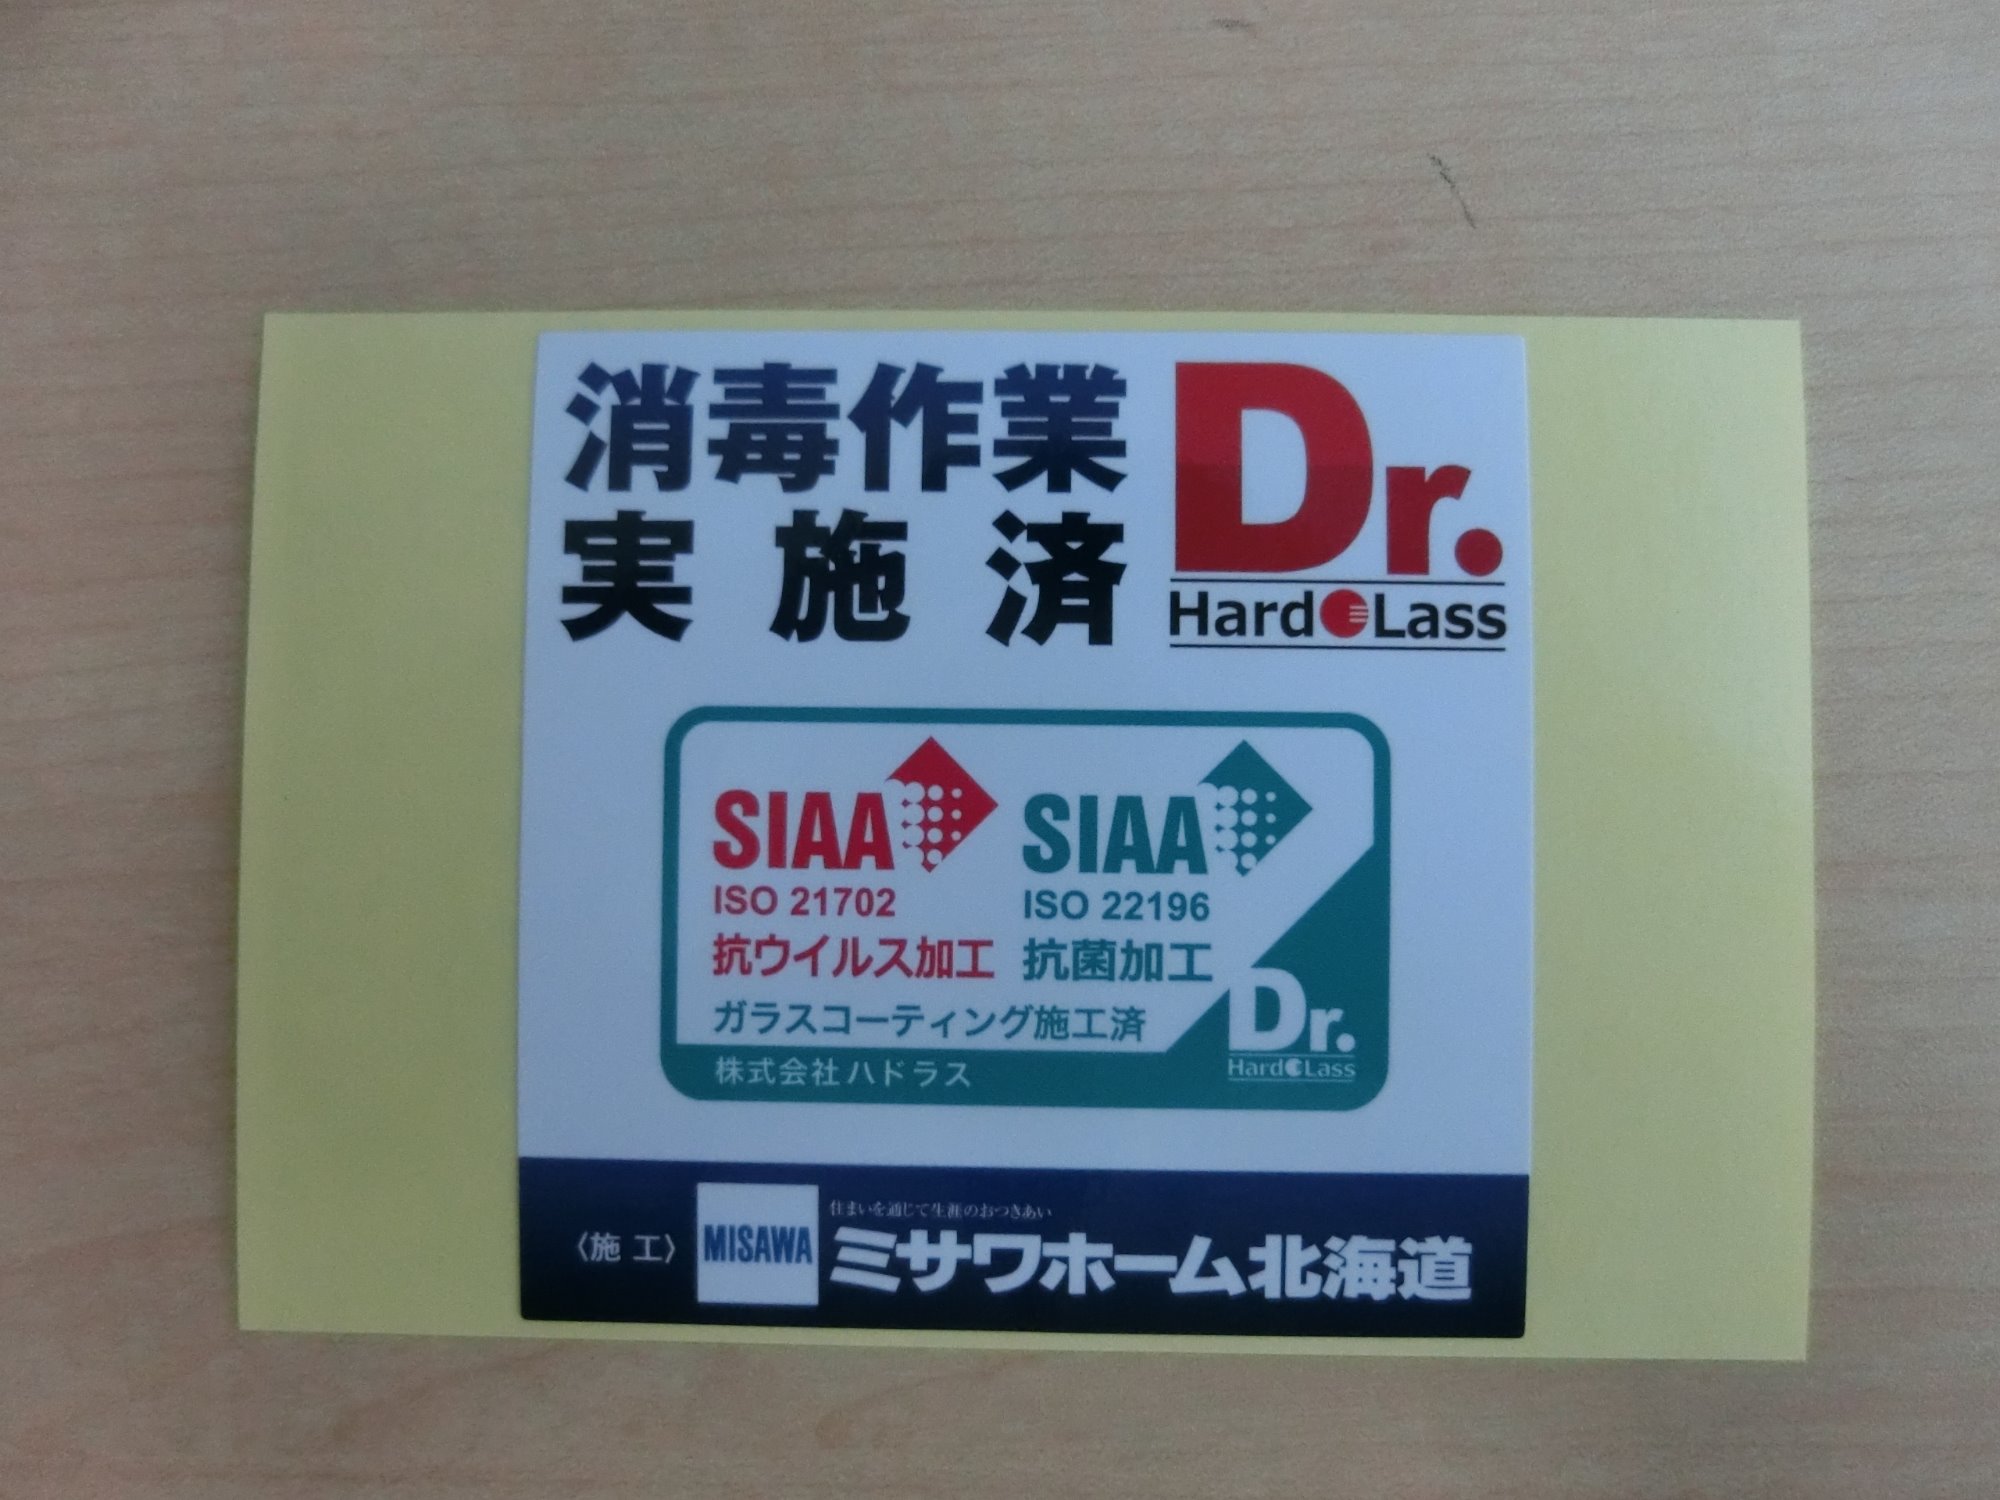 消毒作業
実施済
Dr.
HardoLass
SIAA
ISO 21702
抗ウイルス加工
SIAA
ISO 22196
抗菌加工
ガラスコーティング施工済
株式会社ハドラス
Dr.
HardoLass
〈施工〉
MISAWA
住まいを通じて生涯のおつきあい
ミサワホーム北海道